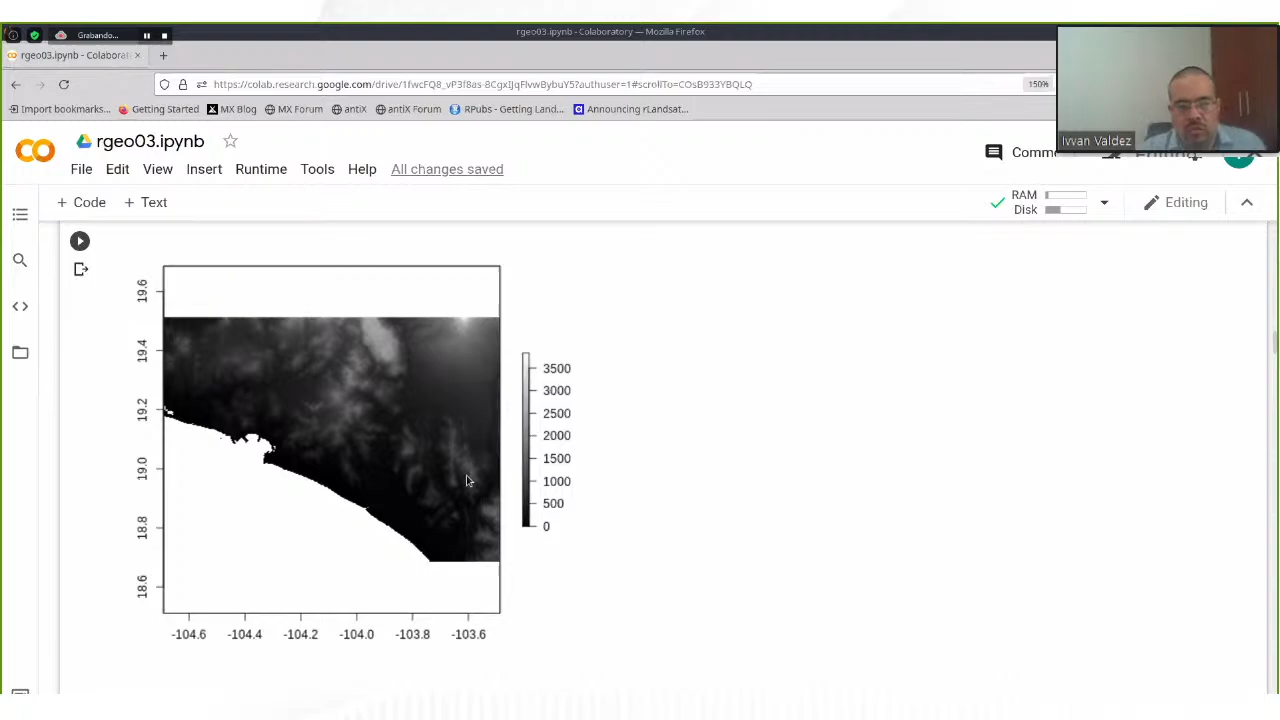 rgeo03.ipynb - Colaboratory — Mozilla Firefox
Grabando...
rgeo03.ipynb - Colaborat
https://colab.research.google.com/drive/1fwcFQ8_vP3f8as-8CgxIJqFlvwBybuY5?authuser=1#scrollTo=COsB933YBQLQ
150%
Import bookmarks...
Getting Started
MX Blog
MX Forum
antiX
antiX Forum
RPubs - Getting Land...
Announcing rLandsat...
Ivvan Valdez
rgeo03.ipynb
Comm
Editing
File Edit View Insert Runtime Tools Help All changes saved
+ Code + Text
RAM
Disk
Editing
19.6
19.4
19.2
19.0
18.8
18.6
3500
3000
2500
2000
1500
1000
500
0
-104.6 -104.4 -104.2 -104.0 -103.8 -103.6